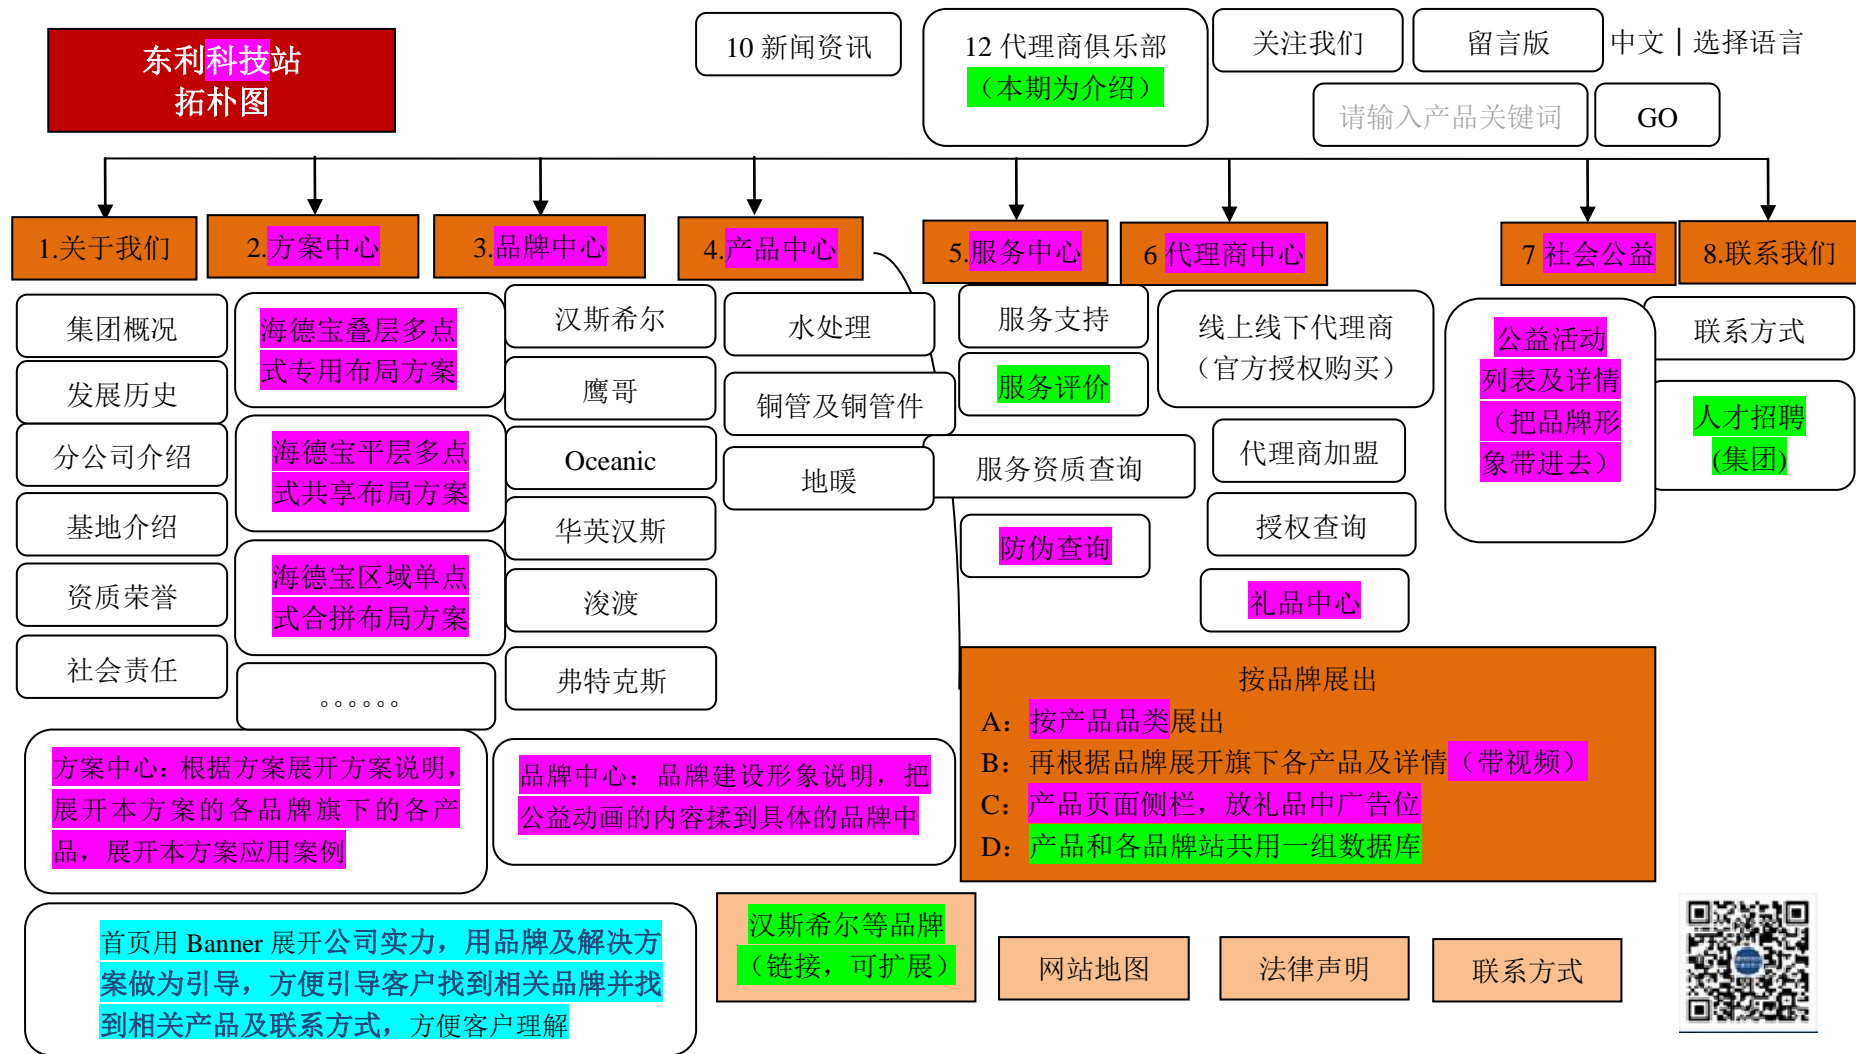 东利科技站
拓朴图
10 新闻资讯
12 代理商俱乐部
（本期为介绍）
关注我们
留言版
中文｜选择语言
请输入产品关键词
GO
1.关于我们
2.方案中心
3.品牌中心
4.产品中心
5.服务中心
6 代理商中心
7 社会公益
8.联系我们
集团概况
发展历史
分公司介绍
基地介绍
资质荣誉
社会责任
海德宝叠层多点
式专用布局方案
海德宝平层多点
式共享布局方案
海德宝区域单点
式合拼布局方案
。。。。。。
汉斯希尔
鹰哥
Oceanic
华英汉斯
浚渡
弗特克斯
水处理
铜管及铜管件
地暖
服务支持
服务评价
服务资质查询
防伪查询
线上线下代理商
（官方授权购买）
代理商加盟
授权查询
礼品中心
公益活动
列表及详情
（把品牌形
象带进去）
联系方式
人才招聘
(集团)
按品牌展出
A：按产品品类展出
B：再根据品牌展开旗下各产品及详情（带视频）
C：产品页面侧栏，放礼品中广告位
D：产品和各品牌站共用一组数据库
方案中心：根据方案展开方案说明，
展开本方案的各品牌旗下的各产
品，展开本方案应用案例
品牌中心：品牌建设形象说明，把
公益动画的内容揉到具体的品牌中
首页用 Banner 展开公司实力，用品牌及解决方
案做为引导，方便引导客户找到相关品牌并找
到相关产品及联系方式，方便客户理解
汉斯希尔等品牌
（链接，可扩展）
网站地图
法律声明
联系方式